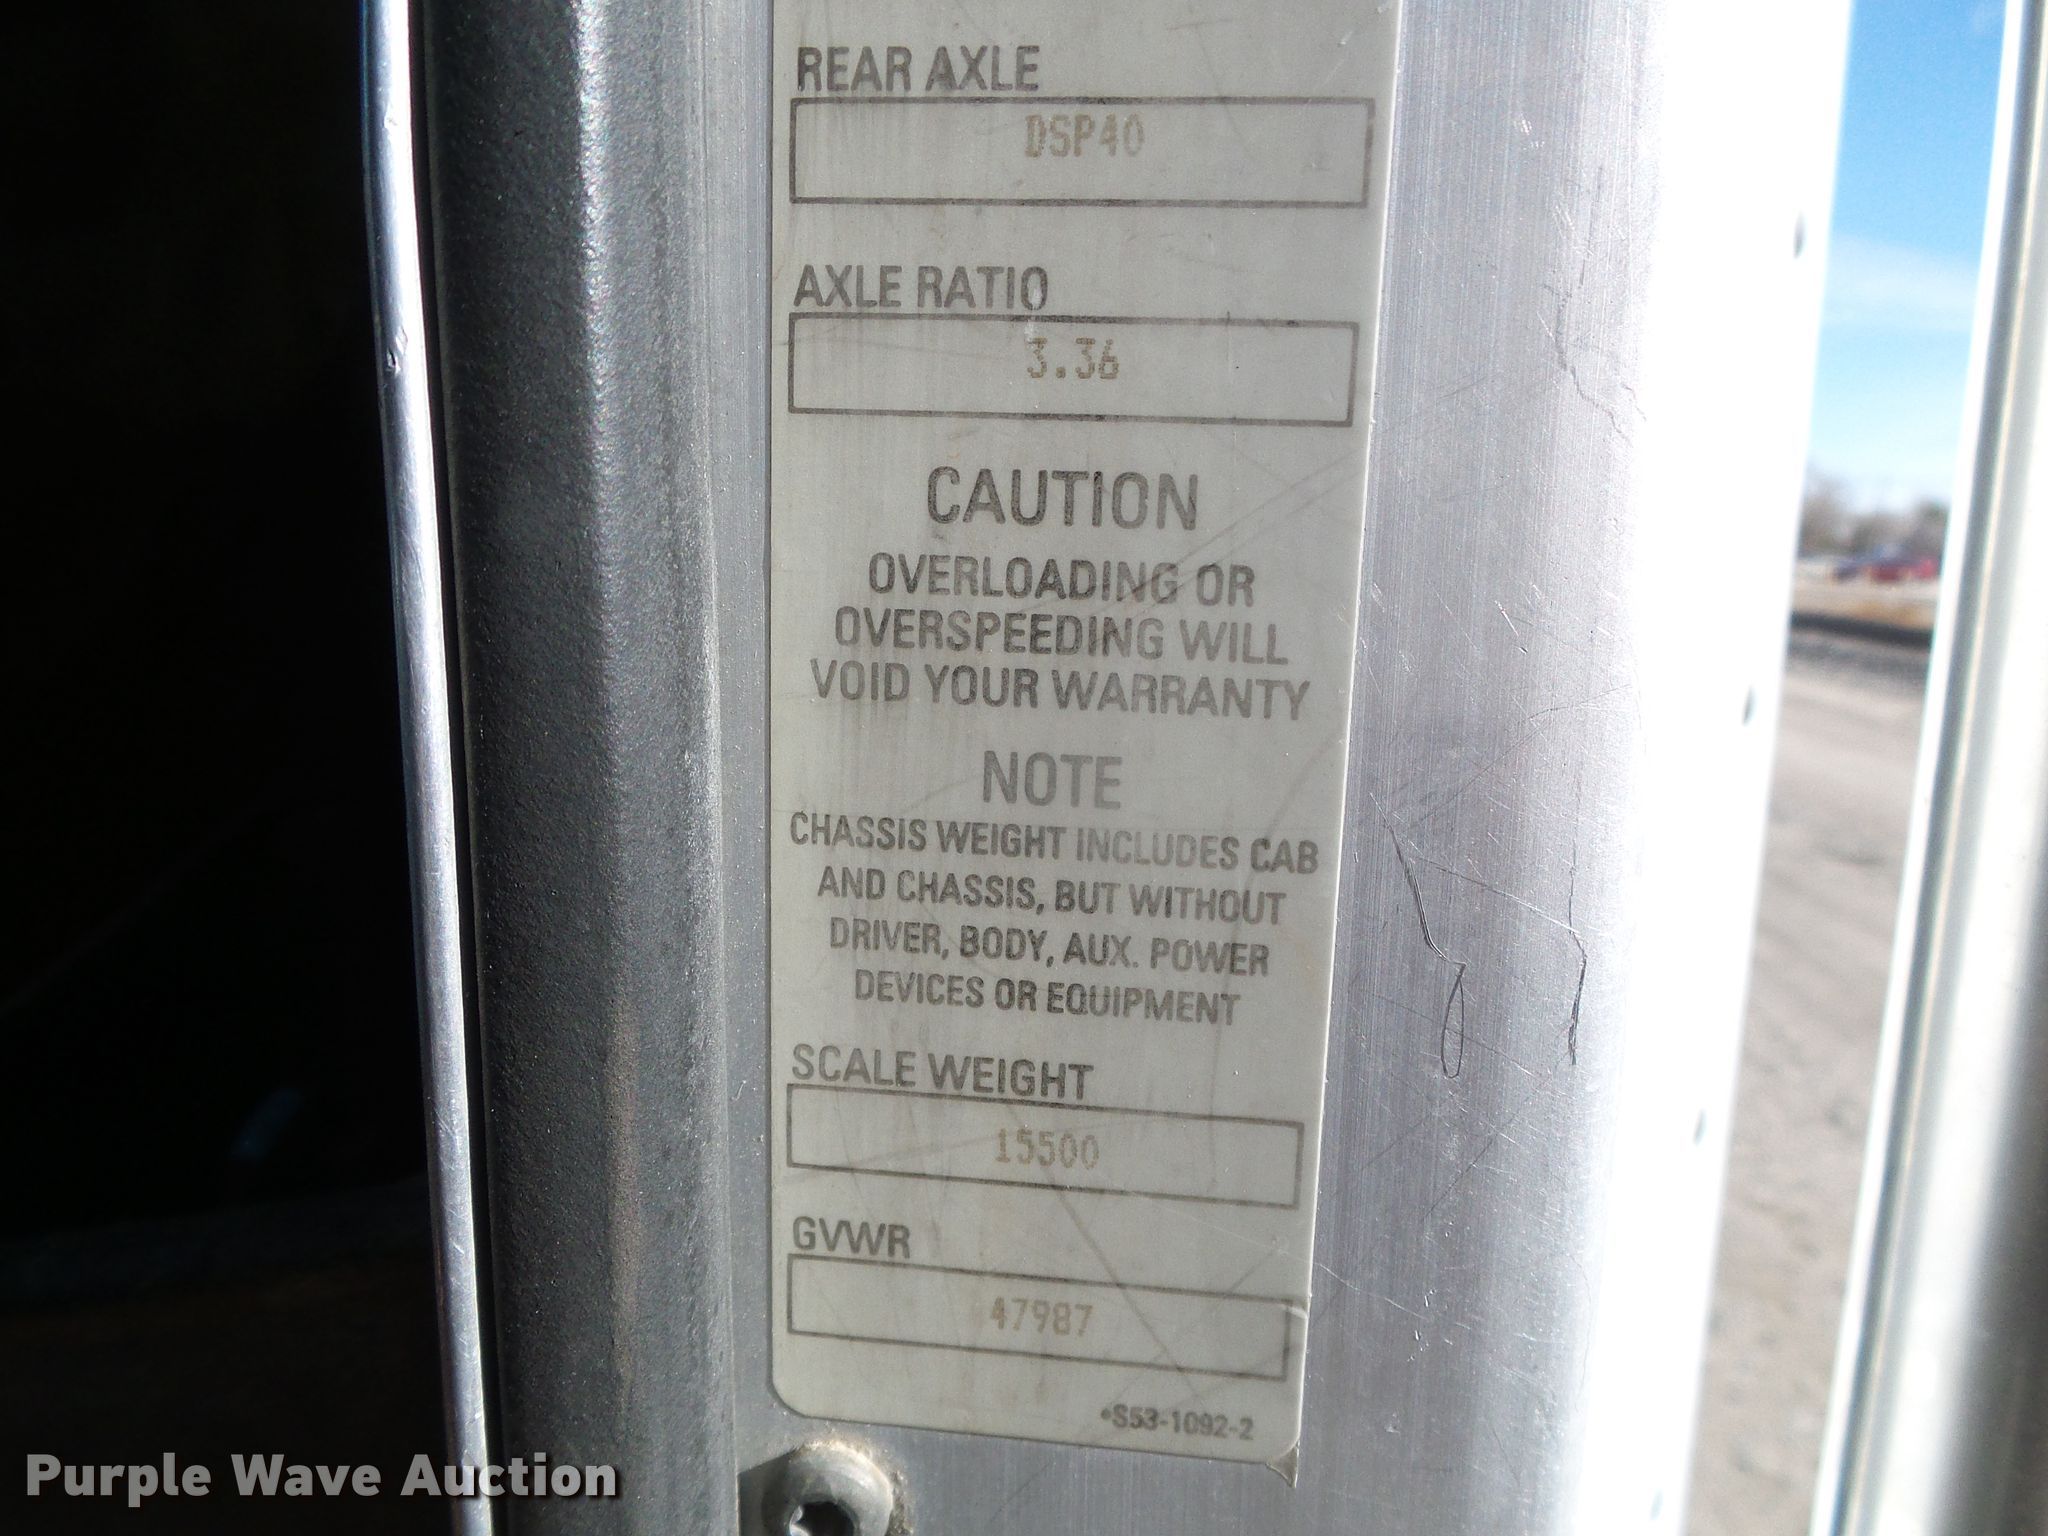 REAR AXLE
DSP40
AXLE RATIO
3.36
CAUTION
OVERLOADING OR
OVERSPEEDING WILL
VOID YOUR WARRANTY
NOTE
CHASSIS WEIGHT INCLUDES CAB
AND CHASSIS, BUT WITHOUT
DRIVER, BODY, AUX. POWER
DEVICES OR EQUIPMENT
SCALE WEIGHT
15500
GVWR
47987
•S53-1092-2
Purple Wave Auction